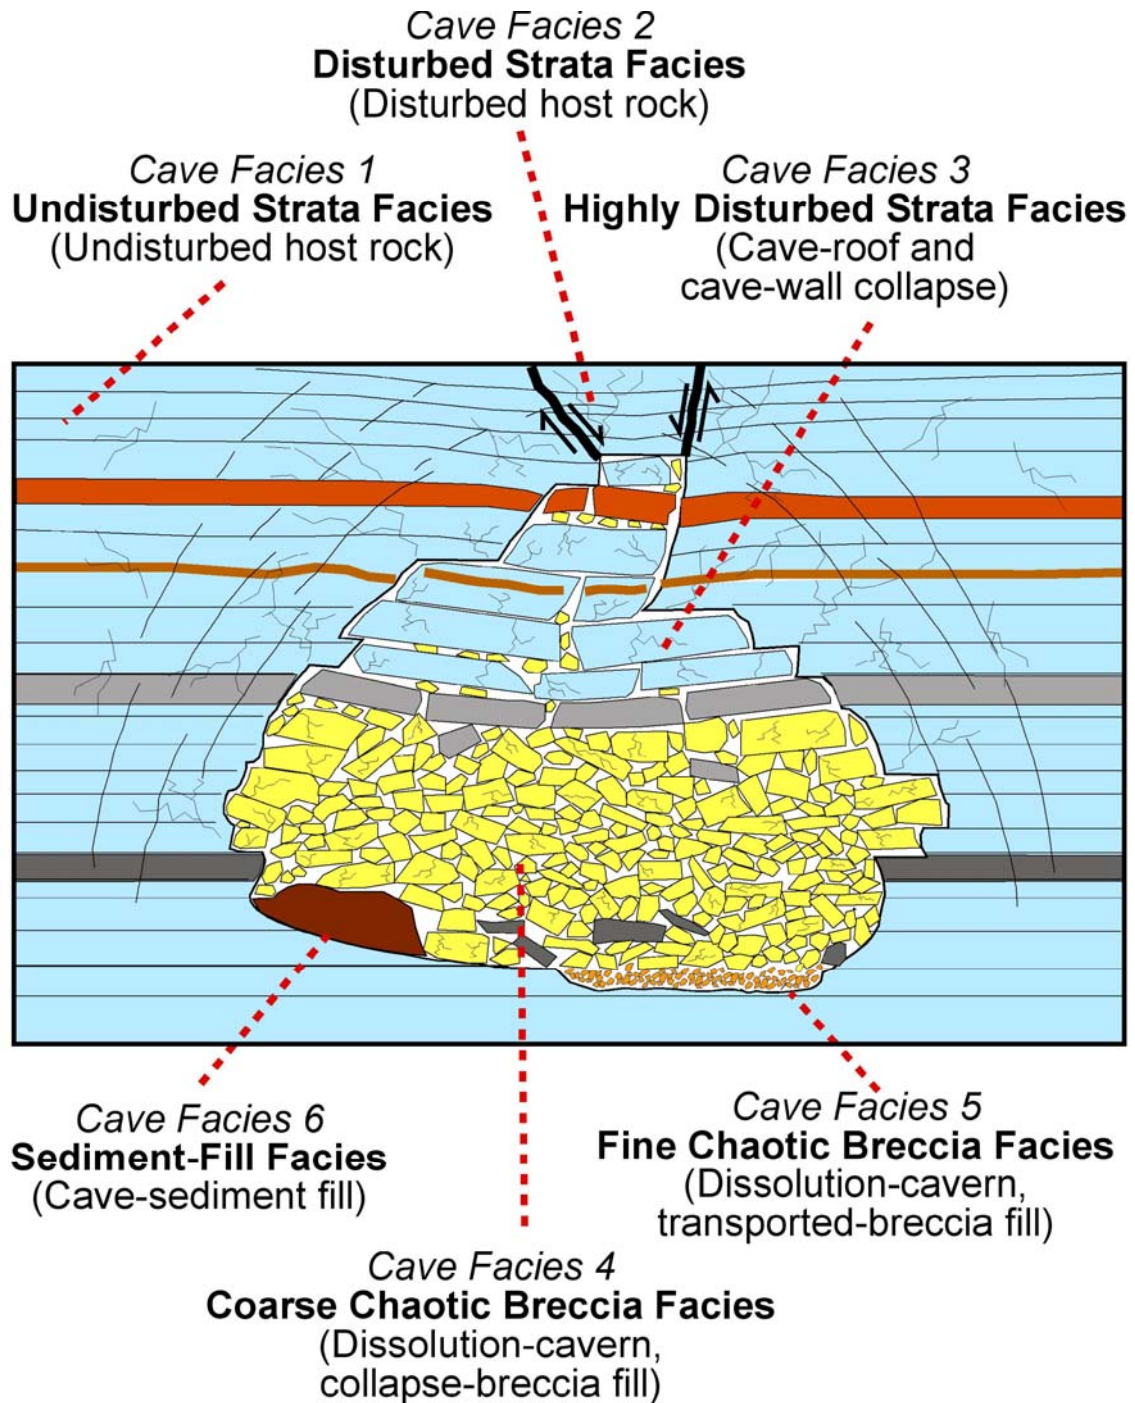 Cave Facies 2
Disturbed Strata Facies
(Disturbed host rock)
Cave Facies 1
Undisturbed Strata Facies
(Undisturbed host rock)
Cave Facies 3
Highly Disturbed Strata Facies
(Cave-roof and
cave-wall collapse)
Cave Facies 6
Sediment-Fill Facies
(Cave-sediment fill)
Cave Facies 5
Fine Chaotic Breccia Facies
(Dissolution-cavern,
transported-breccia fill)
Cave Facies 4
Coarse Chaotic Breccia Facies
(Dissolution-cavern,
collapse-breccia fill)